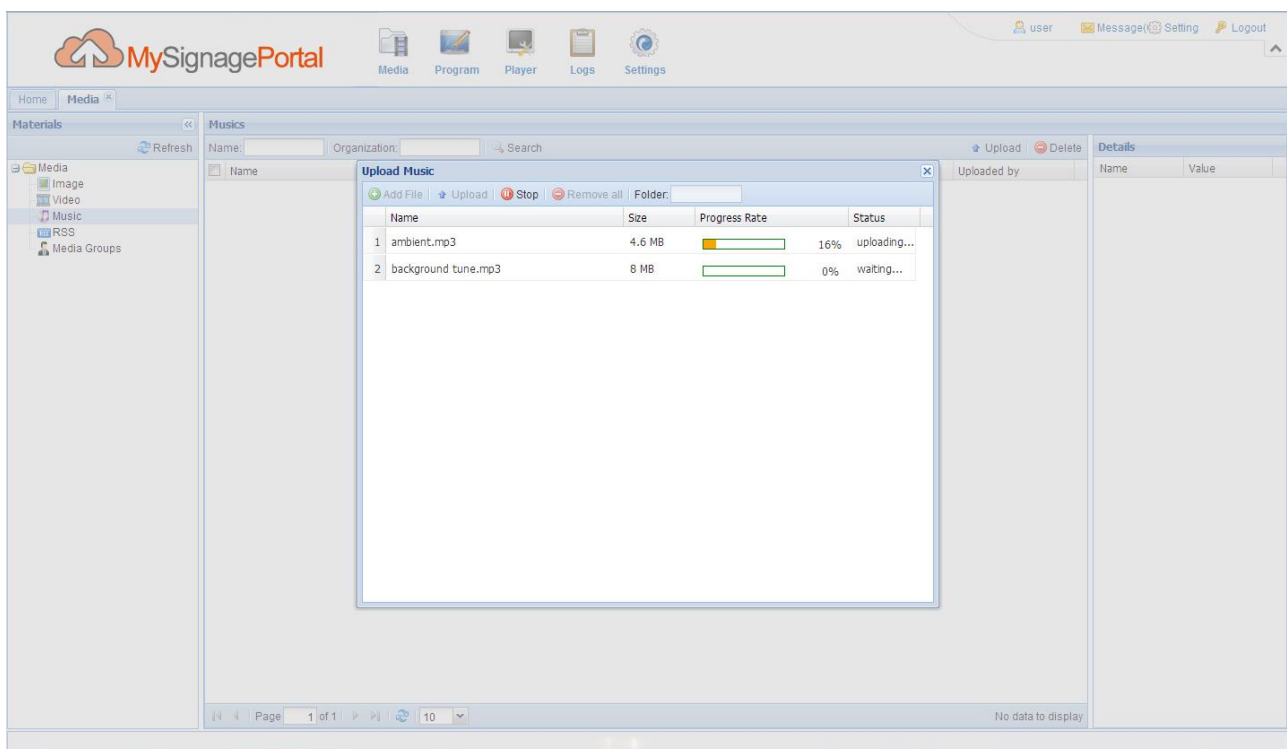 user Message( Setting Logout
MySignagePortal
Media Program Player Logs Settings
Home Media
Materials Musics
Refresh Name: Organization: Search Upload Delete Details
Media Name Uploaded by Name Value
Image
Video
Music
RSS
Media Groups
Upload Music
Add File Upload Stop Remove all Folder:
Name Size Progress Rate Status
1 ambient.mp3 4.6 MB 16% uploading...
2 background tune.mp3 8 MB 0% waiting...
Page 1 of 1 10 No data to display